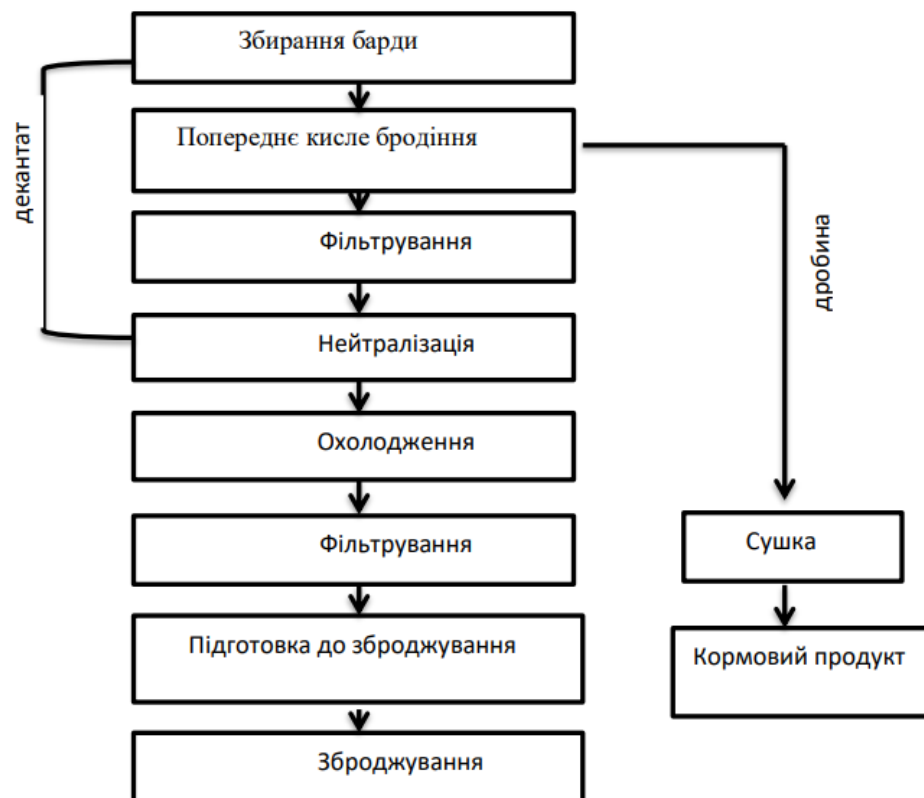 Збирання барди
Попереднє кисле бродіння
декантат
Фільтрування
дробина
Нейтралізація
Охолодження
Фільтрування
Сушка
Підготовка до зброджування
Кормовий продукт
Зброджування